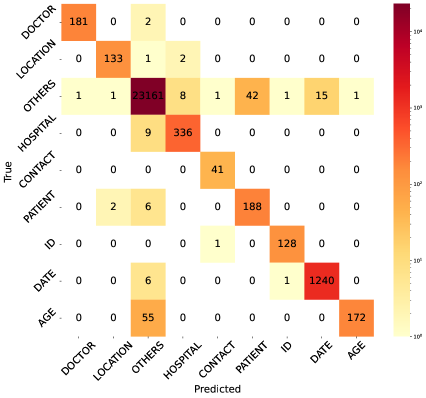 True
DOCTOR 181 0 2 0 0 0 0 0 0
LOCATION 0 133 1 2 0 0 0 0 0
OTHERS 1 1 23161 8 1 42 1 15 1
HOSPITAL 0 0 9 336 0 0 0 0 0
CONTACT 0 0 0 0 41 0 0 0 0
PATIENT 0 2 6 0 0 188 0 0 0
ID 0 0 0 0 1 0 128 0 0
DATE 0 0 6 0 0 0 1 1240 0
AGE 0 0 55 0 0 0 0 0 172
DOCTOR LOCATION OTHERS HOSPITAL CONTACT PATIENT ID DATE AGE
Predicted
10⁴
10³
10²
10¹
10⁰